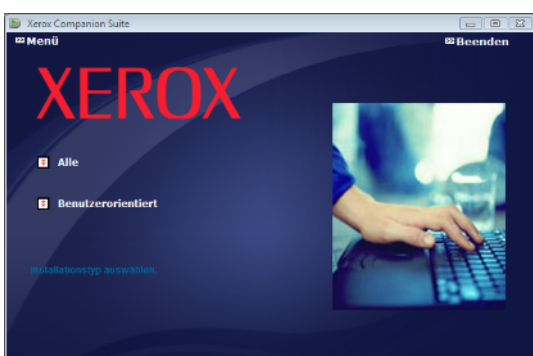 Xerox Companion Suite
Menü
Beenden
XEROX
Alle
Benutzerorientiert
Installationstyp auswählen.